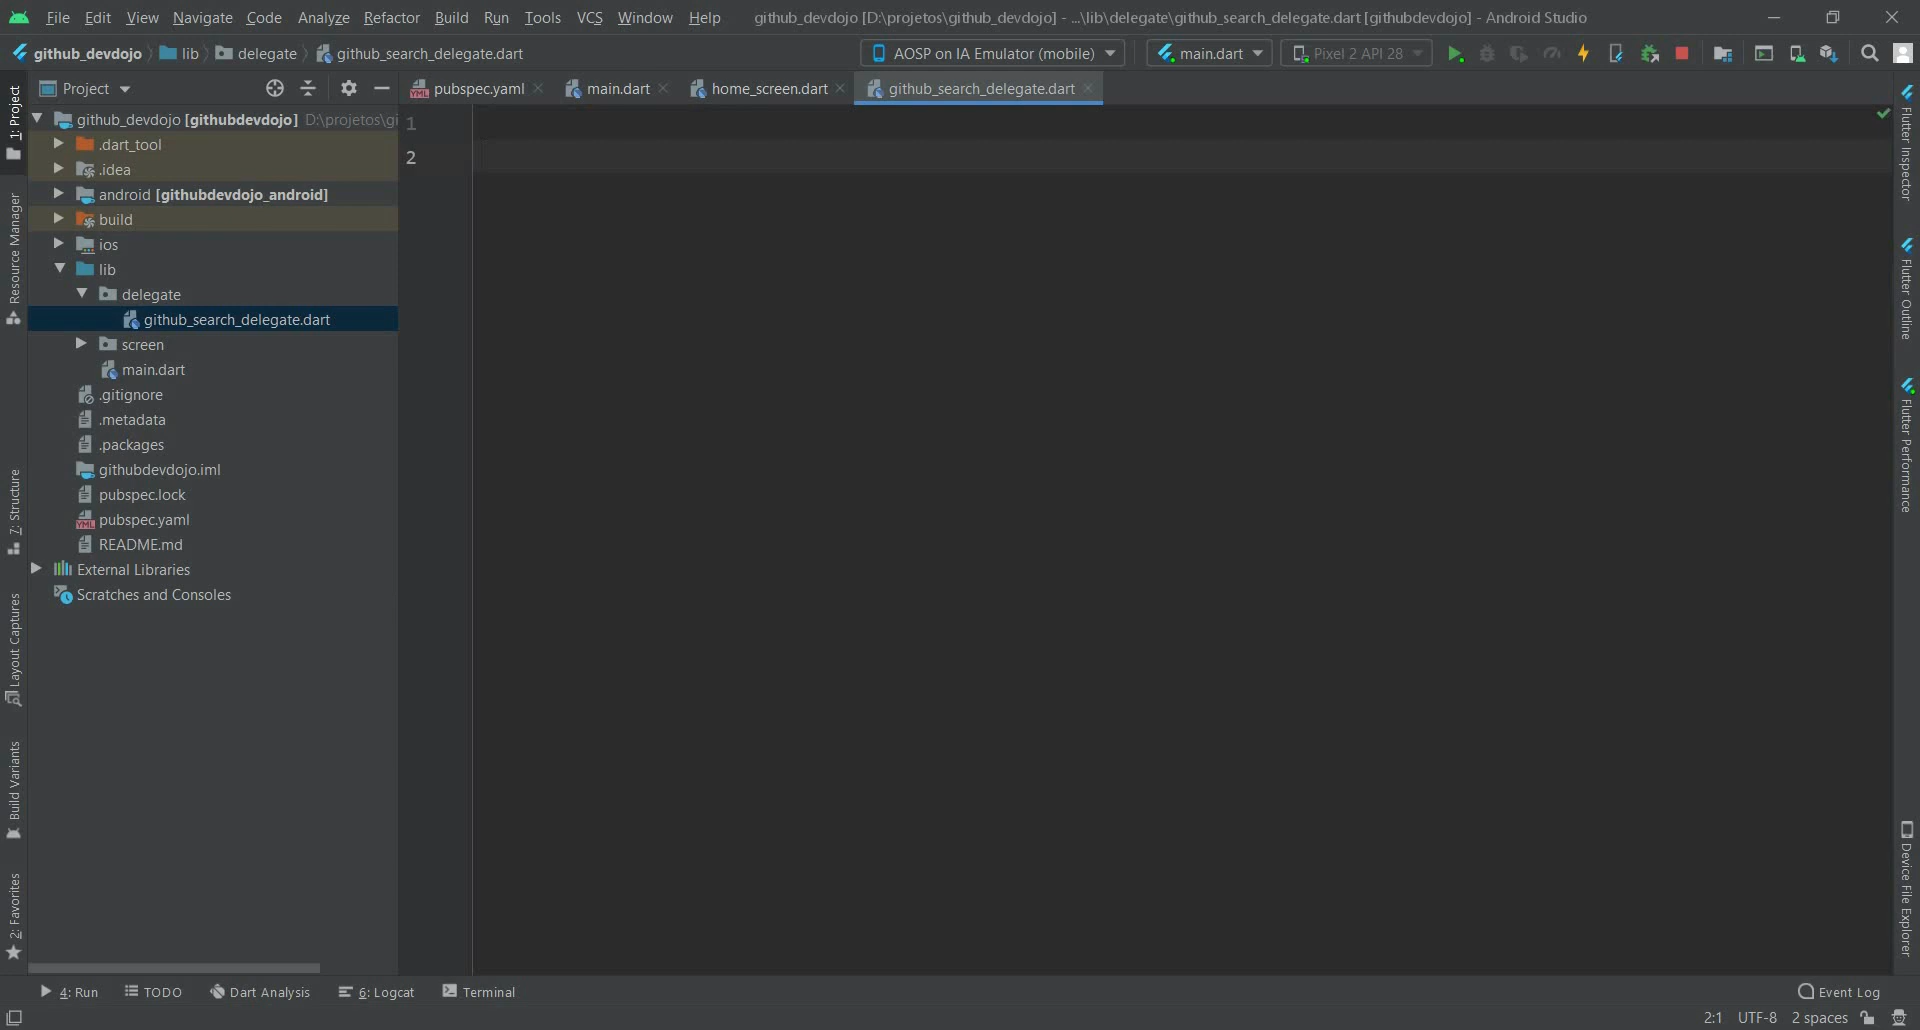 File Edit View Navigate Code Analyze Refactor Build Run Tools VCS Window Help github_devdojo [D:\projetos\github_devdojo] - ...\lib\delegate\github_search_delegate.dart [githubdevdojo] - Android Studio
github_devdojo lib delegate github_search_delegate.dart AOSP on IA Emulator (mobile) main.dart Pixel 2 API 28
Project pubspec.yaml main.dart home_screen.dart github_search_delegate.dart
github_devdojo [githubdevdojo] D:\projetos\gi
.dart_tool
.idea
android [githubdevdojo_android]
build
ios
lib
delegate
github_search_delegate.dart
screen
main.dart
.gitignore
.metadata
.packages
githubdevdojo.iml
pubspec.lock
pubspec.yaml
README.md
External Libraries
Scratches and Consoles
1
2
1: Project
Resource Manager
7: Structure
Layout Captures
Build Variants
2: Favorites
Flutter Inspector
Flutter Outline
Flutter Performance
Device File Explorer
4: Run TODO Dart Analysis 6: Logcat Terminal Event Log
2:1 UTF-8 2 spaces